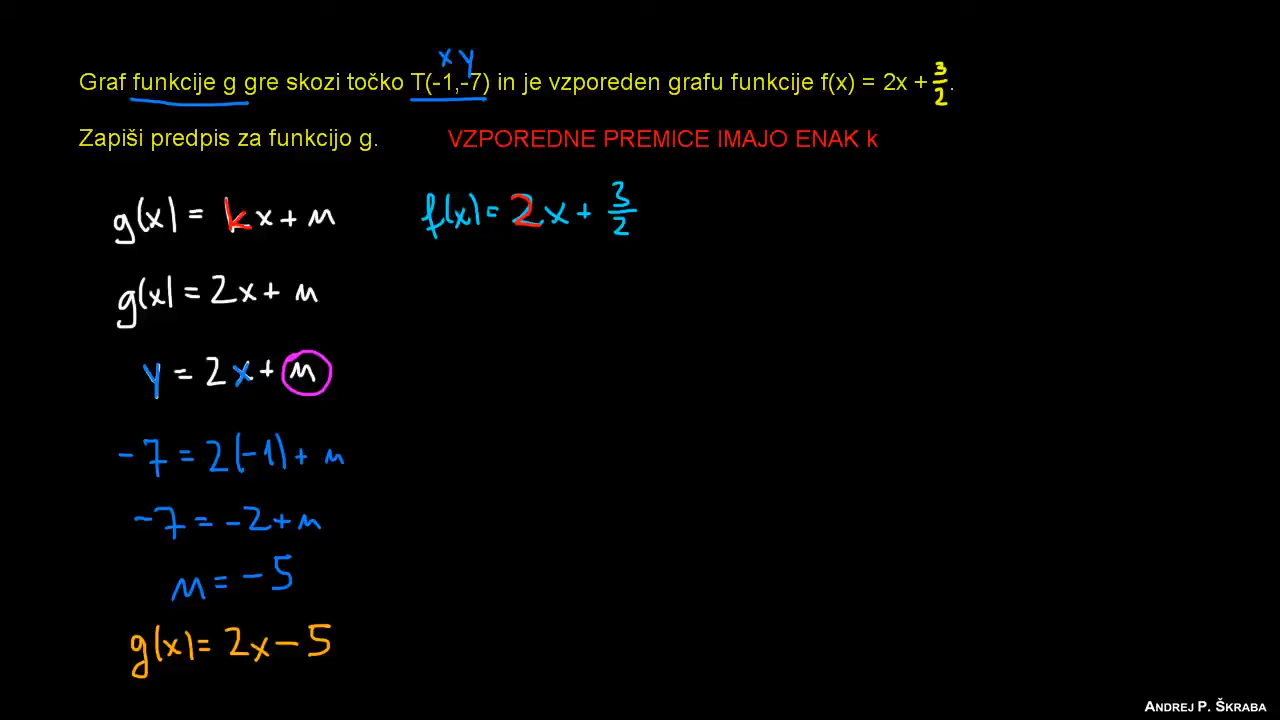 x y
Graf funkcije g gre skozi točko T(-1,-7) in je vzporeden grafu funkcije f(x) = 2x + 3/2.
Zapiši predpis za funkcijo g. VZPOREDNE PREMICE IMAJO ENAK k
g(x) = kx + n f(x) = 2x + 3/2
g(x) = 2x + n
y = 2x + n
-7 = 2(-1) + n
-7 = -2 + n
n = -5
g(x) = 2x - 5
ANDREJ P. ŠKRABA